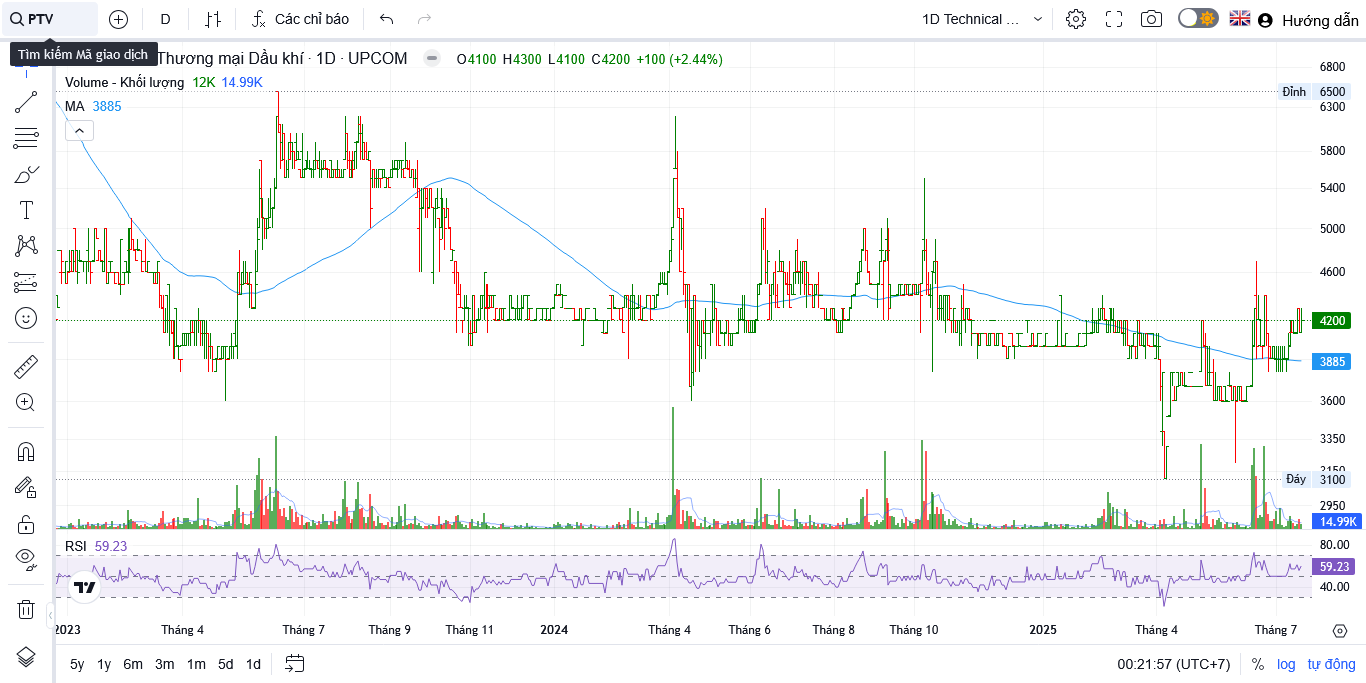 PTV
D
Các chỉ báo
1D Technical ...
Hướng dẫn
Tìm kiếm Mã giao dịch
Thương mại Dầu khí · 1D · UPCOM
O4100 H4300 L4100 C4200 +100 (+2.44%)
Volume - Khối lượng 12K 14.99K
MA 3885
6800
Đỉnh 6500
6300
5800
5400
5000
4600
4200
3885
3600
3350
3150
Đáy 3100
2950
14.99K
RSI 59.23
80.00
59.23
40.00
2023 Tháng 4 Tháng 7 Tháng 9 Tháng 11 2024 Tháng 4 Tháng 6 Tháng 8 Tháng 10 2025 Tháng 4 Tháng 7
5y 1y 6m 3m 1m 5d 1d
00:21:57 (UTC+7) % log tự động